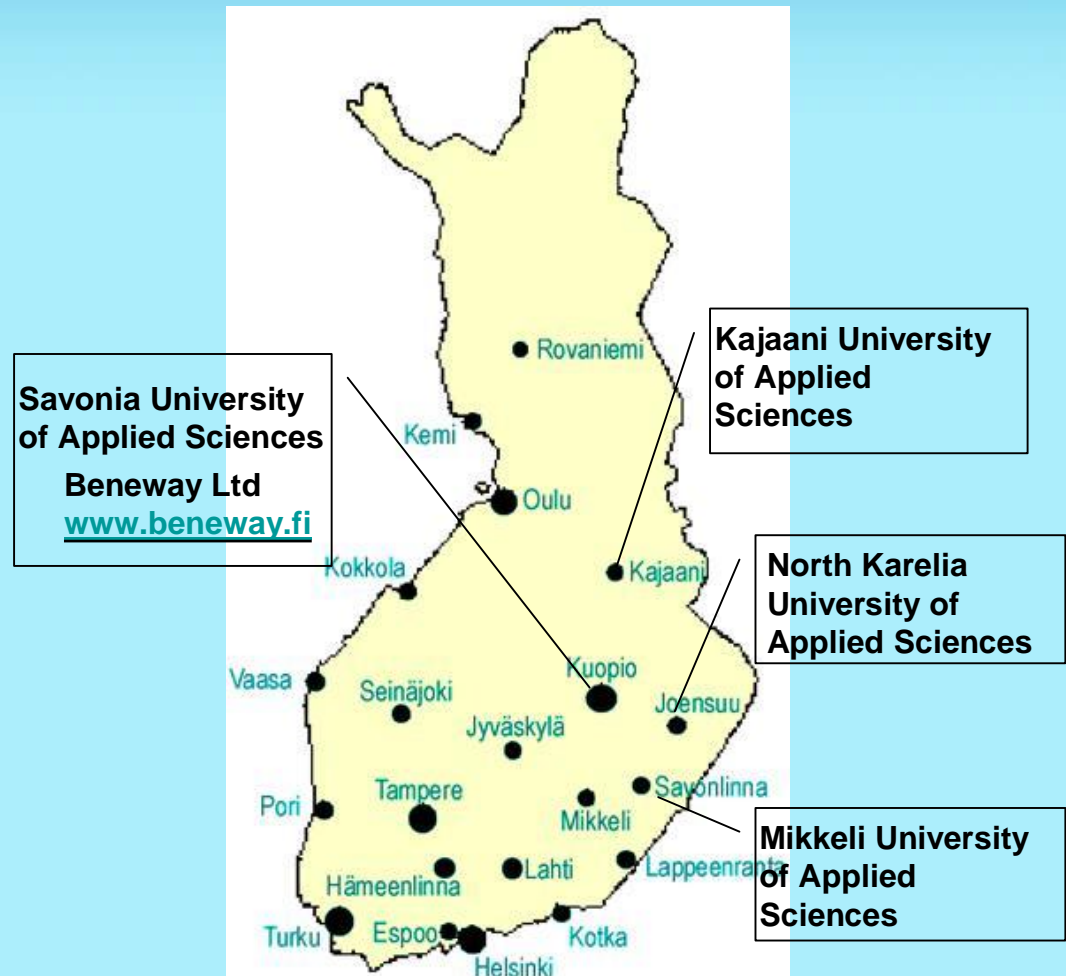 Rovaniemi
Kajaani University
of Applied
Sciences
Savonia University
of Applied Sciences
Beneway Ltd
www.beneway.fi
Kemi
Oulu
Kokkola
Kajaani
North Karelia
University of
Applied Sciences
Vaasa
Seinäjoki
Kuopio
Joensuu
Jyväskylä
Pori
Tampere
Savonlinna
Mikkeli
Mikkeli University
of Applied
Sciences
Hämeenlinna
Lahti
Lappeenranta
Turku
Espoo
Helsinki
Kotka